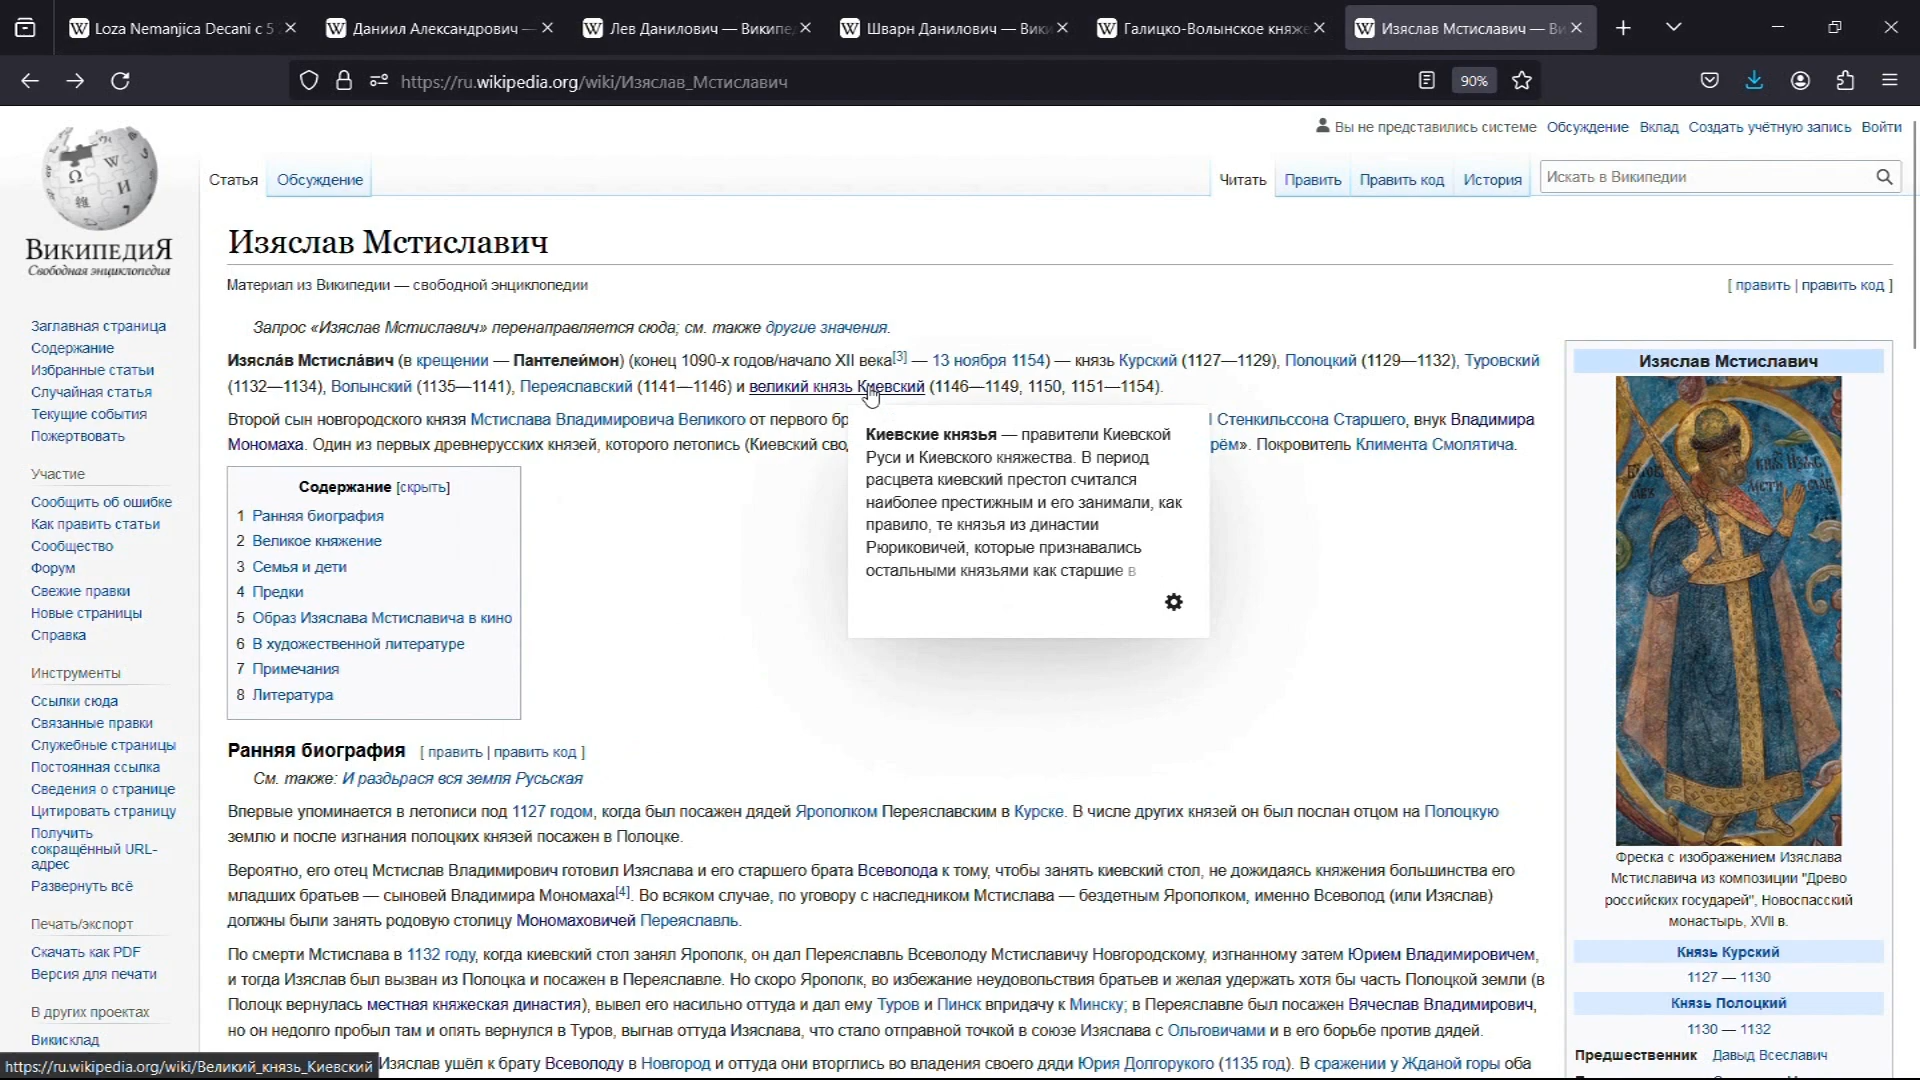 Loza Nemanjica Decani c 5
Даниил Александрович —
Лев Данилович — Википе
Шварн Данилович — Вики
Галицко-Волынское княже
Изяслав Мстиславич — Ви
https://ru.wikipedia.org/wiki/Изяслав_Мстиславич
90%
Вы не представились системе Обсуждение Вклад Создать учётную запись Войти
Статья Обсуждение Читать Править Править код История Искать в Википедии
ВИКИПЕДИЯ
Свободная энциклопедия
Заглавная страница
Содержание
Избранные статьи
Случайная статья
Текущие события
Пожертвовать
Участие
Сообщить об ошибке
Как править статьи
Сообщество
Форум
Свежие правки
Новые страницы
Справка
Инструменты
Ссылки сюда
Связанные правки
Служебные страницы
Постоянная ссылка
Сведения о странице
Цитировать страницу
Получить
сокращённый URL-
адрес
Развернуть всё
Печать/экспорт
Скачать как PDF
Версия для печати
В других проектах
Викисклад
Изяслав Мстиславич
Материал из Википедии — свободной энциклопедии
[ править | править код ]
Запрос «Изяслав Мстиславич» перенаправляется сюда; см. также другие значения.
Изясла́в Мстисла́вич (в крещении — Пантелеймон) (конец 1090-х годов/начало XII века[3] — 13 ноября 1154) — князь Курский (1127—1129), Полоцкий (1129—1132), Туровский
(1132—1134), Волынский (1135—1141), Переяславский (1141—1146) и великий князь Киевский (1146—1149, 1150, 1151—1154).
Второй сын новгородского князя Мстислава Владимировича Великого от первого бр Стенкильссона Старшего, внук Владимира
Мономаха. Один из первых древнерусских князей, которого летопись (Киевский сво рём». Покровитель Климента Смолятича.
Киевские князья — правители Киевской
Руси и Киевского княжества. В период
расцвета киевский престол считался
наиболее престижным и его занимали, как
правило, те князья из династии
Рюриковичей, которые признавались
остальными князьями как старшие в
Содержание [скрыть]
1 Ранняя биография
2 Великое княжение
3 Семья и дети
4 Предки
5 Образ Изяслава Мстиславича в кино
6 В художественной литературе
7 Примечания
8 Литература
Ранняя биография [ править | править код ]
См. также: И раздьрася вся земля Русьская
Впервые упоминается в летописи под 1127 годом, когда был посажен дядей Ярополком Переяславским в Курске. В числе других князей он был послан отцом на Полоцкую
землю и после изгнания полоцких князей посажен в Полоцке.
Вероятно, его отец Мстислав Владимирович готовил Изяслава и его старшего брата Всеволода к тому, чтобы занять киевский стол, не дожидаясь княжения большинства его
младших братьев — сыновей Владимира Мономаха[4]. Во всяком случае, по уговору с наследником Мстислава — бездетным Ярополком, именно Всеволод (или Изяслав)
должны были занять родовую столицу Мономаховичей Переяславль.
По смерти Мстислава в 1132 году, когда киевский стол занял Ярополк, он дал Переяславль Всеволоду Мстиславичу Новгородскому, изгнанному затем Юрием Владимировичем,
и тогда Изяслав был вызван из Полоцка и посажен в Переяславле. Но скоро Ярополк, во избежание неудовольствия братьев и желая удержать хотя бы часть Полоцкой земли (в
Полоцк вернулась местная княжеская династия), вывел его насильно оттуда и дал ему Туров и Пинск впридачу к Минску; в Переяславле был посажен Вячеслав Владимирович,
но он недолго пробыл там и опять вернулся в Туров, выгнав оттуда Изяслава, что стало отправной точкой в союзе Изяслава с Ольговичами и в его борьбе против дядей.
Изяслав ушёл к брату Всеволоду в Новгород и оттуда они вторглись во владения своего дяди Юрия Долгорукого (1135 год). В сражении у Жданой горы оба
Изяслав Мстиславич
Фреска с изображением Изяслава
Мстиславича из композиции "Древо
российских государей", Новоспасский
монастырь, XVII в.
Князь Курский
1127 — 1130
Князь Полоцкий
1130 — 1132
Предшественник Давыд Всеславич
https://ru.wikipedia.org/wiki/Великий_князь_Киевский